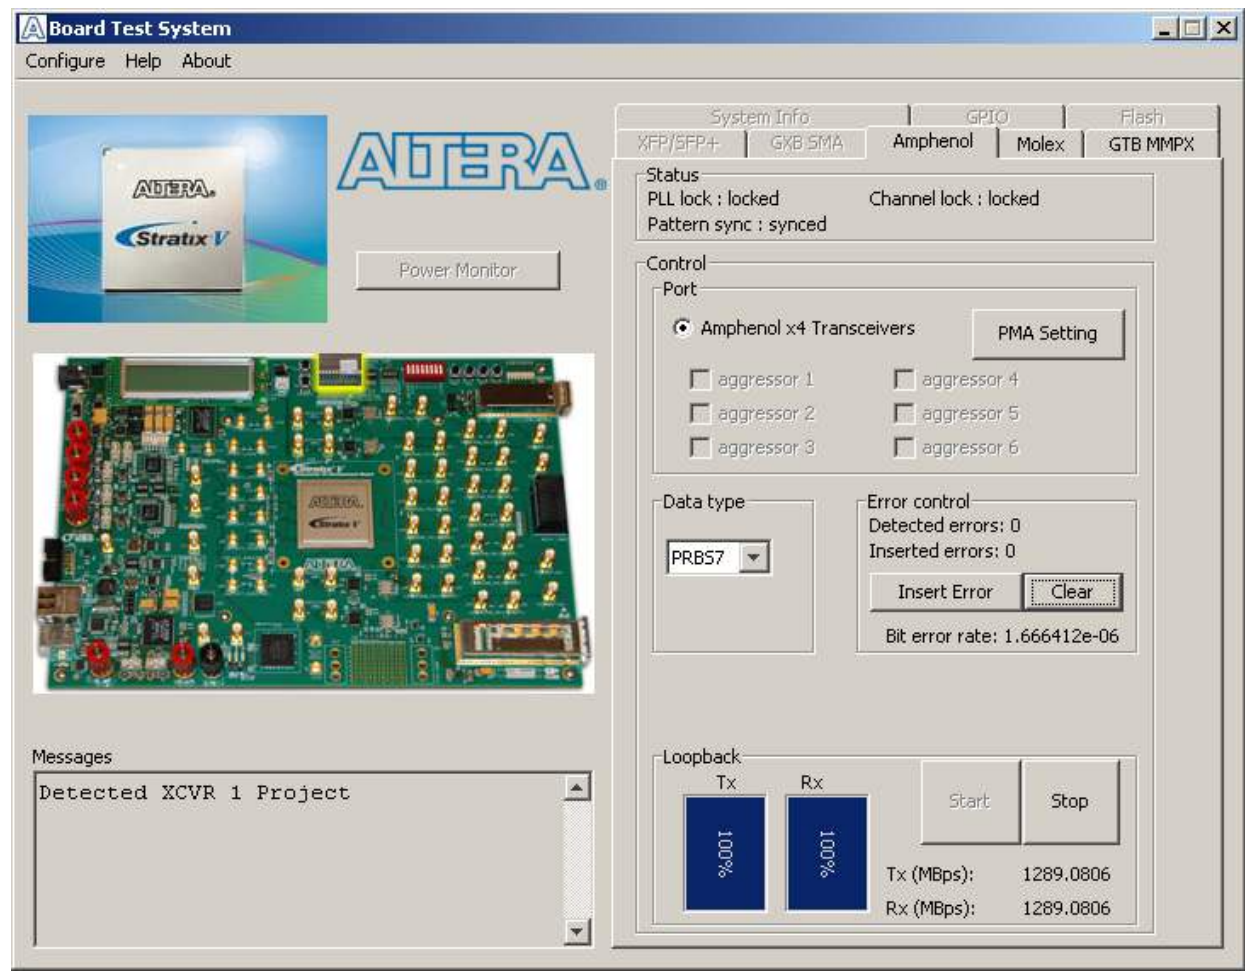 Board Test System
Configure Help About
ALTERA®
Stratix V
ALTERA®
Power Monitor
System Info GPIO Flash
XFP/SFP+ GXB SMA Amphenol Molex GTB MMPX
Status
PLL lock : locked Channel lock : locked
Pattern sync : synced
Control
Port
Amphenol x4 Transceivers PMA Setting
aggressor 1 aggressor 4
aggressor 2 aggressor 5
aggressor 3 aggressor 6
Stratix V
ALTERA.
Stratix V
ALTERA
Data type Error control
Detected errors: 0
Inserted errors: 0
PRBS7
Insert Error Clear
Bit error rate: 1.666412e-06
Messages
Detected XCVR 1 Project
Loopback
Tx Rx
100% 100%
Start Stop
Tx (MBps): 1289.0806
Rx (MBps): 1289.0806